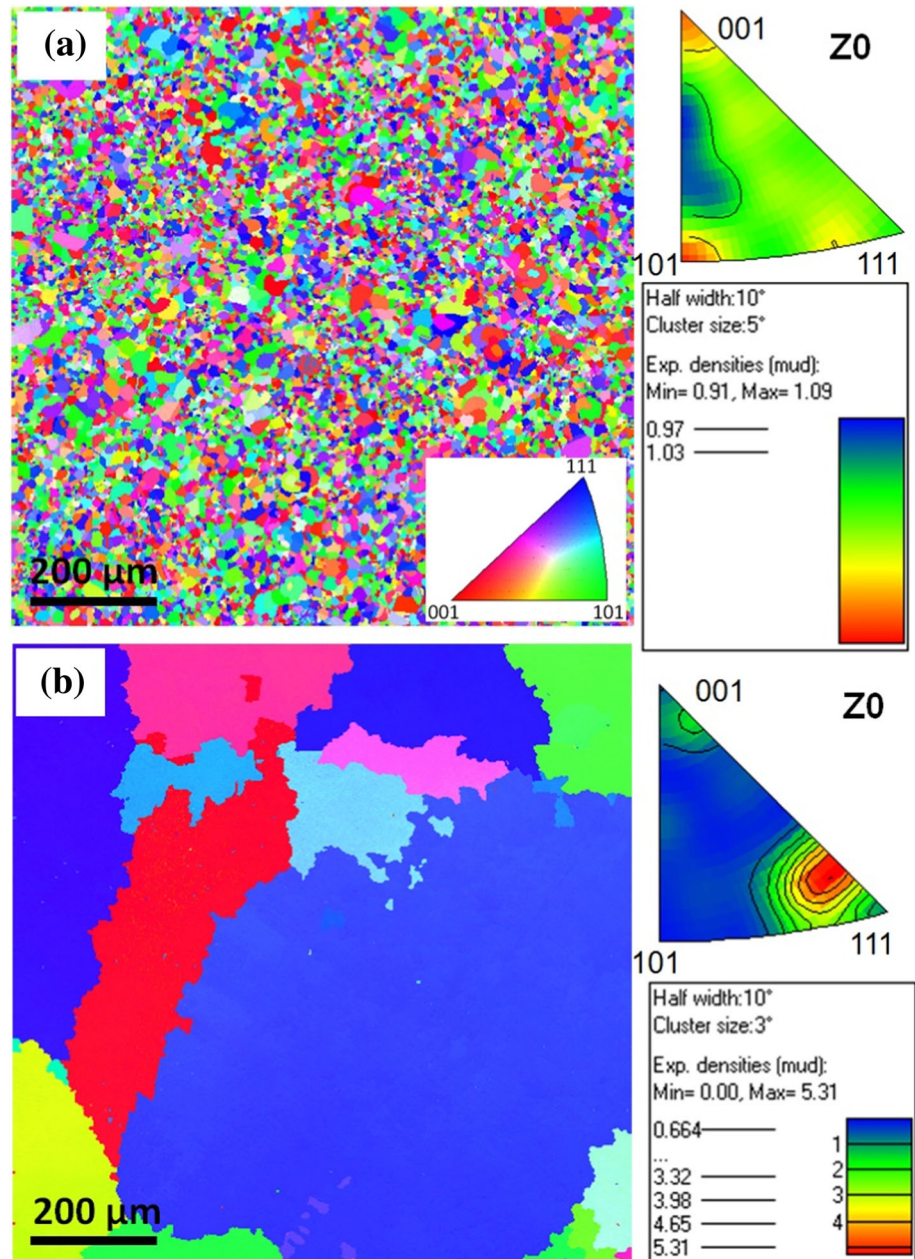 (a)
001
Z0
101
111
Half width:10°
Cluster size:5°
Exp. densities (mud):
Min= 0.91, Max= 1.09
0.97
1.03
111
001
101
200 µm
(b)
001
Z0
101
111
Half width:10°
Cluster size:3°
Exp. densities (mud):
Min= 0.00, Max= 5.31
0.664
...
3.32
3.98
4.65
5.31
1
2
3
4
200 µm